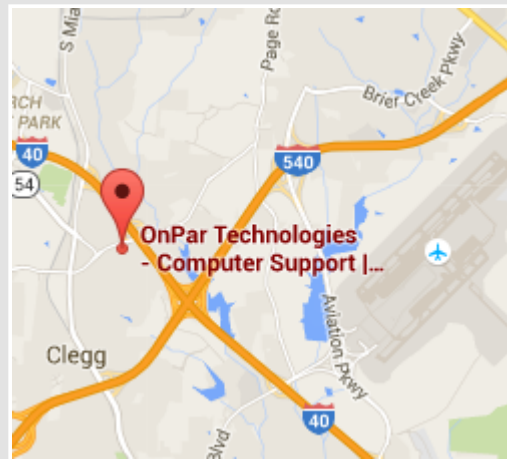 S Mia
Page Ro
Brier Creek Pkwy
RCH
PARK
40
540
54
OnPar Technologies
- Computer Support |...
Aviation Pkwy
Clegg
40
Blvd